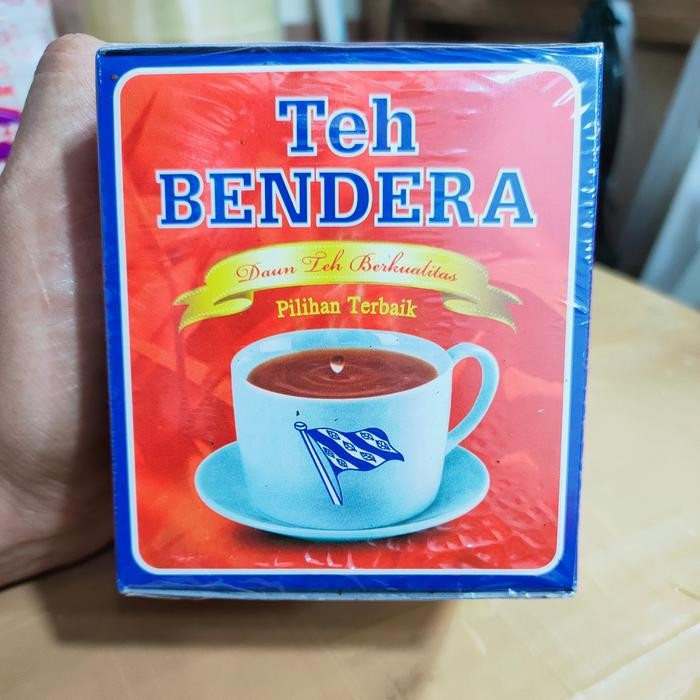 Teh
BENDERA
Daun Teh Berkualitas
Pilihan Terbaik